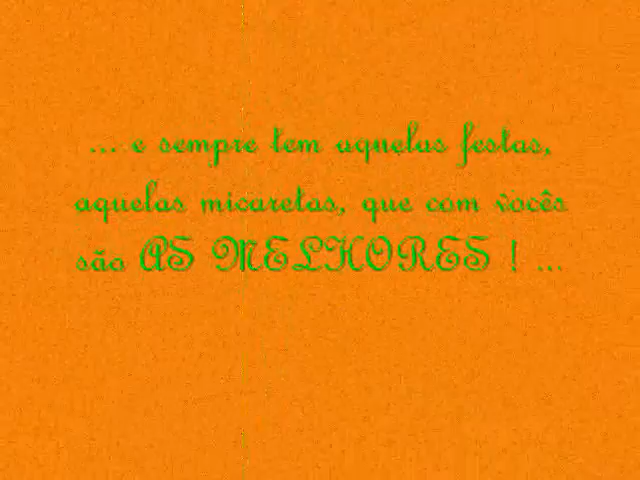 ... e sempre tem aquelas festas,
aquelas micaretas, que com vocês
são AS MELHORES ! ...